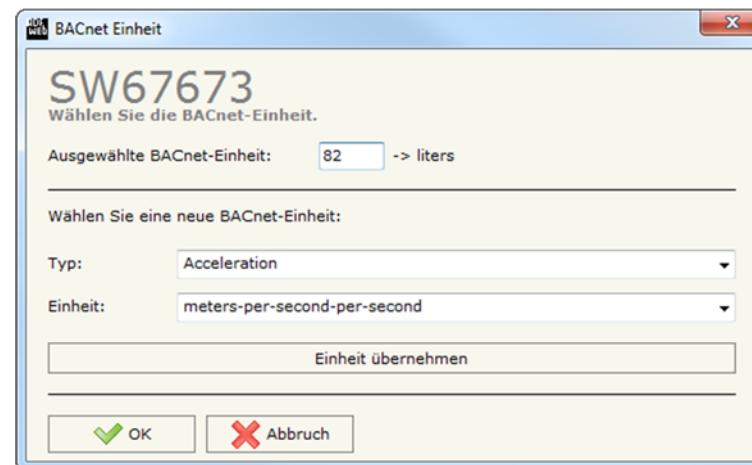 BACnet Einheit
SW67673
Wählen Sie die BACnet-Einheit.
Ausgewählte BACnet-Einheit: 82 -> liters
Wählen Sie eine neue BACnet-Einheit:
Typ: Acceleration
Einheit: meters-per-second-per-second
Einheit übernehmen
OK Abbruch